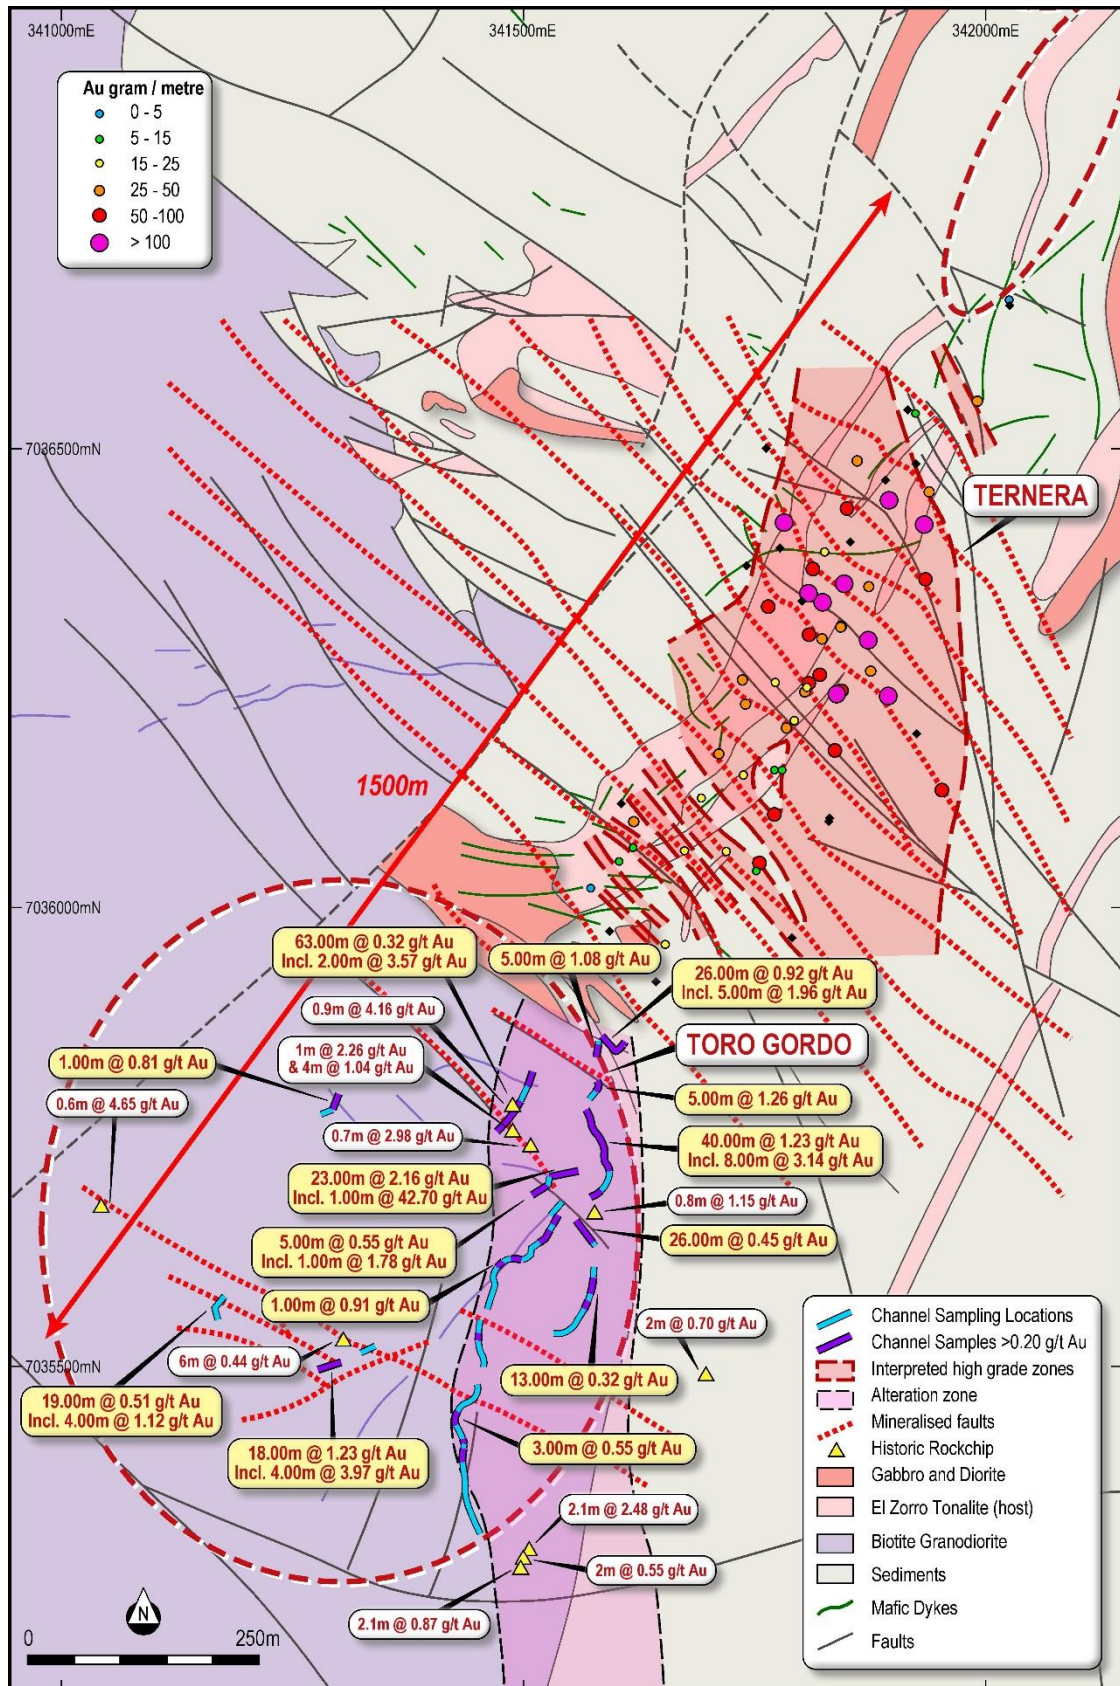 341000mE
341500mE
342000mE
Au gram / metre
0 - 5
5 - 15
15 - 25
25 - 50
50 -100
> 100
7036500mN
TERNERA
1500m
7036000mN
63.00m @ 0.32 g/t Au
Incl. 2.00m @ 3.57 g/t Au
5.00m @ 1.08 g/t Au
26.00m @ 0.92 g/t Au
Incl. 5.00m @ 1.96 g/t Au
0.9m @ 4.16 g/t Au
1m @ 2.26 g/t Au
& 4m @ 1.04 g/t Au
TORO GORDO
1.00m @ 0.81 g/t Au
0.6m @ 4.65 g/t Au
5.00m @ 1.26 g/t Au
0.7m @ 2.98 g/t Au
40.00m @ 1.23 g/t Au
Incl. 8.00m @ 3.14 g/t Au
23.00m @ 2.16 g/t Au
Incl. 1.00m @ 42.70 g/t Au
0.8m @ 1.15 g/t Au
26.00m @ 0.45 g/t Au
5.00m @ 0.55 g/t Au
Incl. 1.00m @ 1.78 g/t Au
1.00m @ 0.91 g/t Au
2m @ 0.70 g/t Au
6m @ 0.44 g/t Au
7035500mN
13.00m @ 0.32 g/t Au
19.00m @ 0.51 g/t Au
Incl. 4.00m @ 1.12 g/t Au
18.00m @ 1.23 g/t Au
Incl. 4.00m @ 3.97 g/t Au
3.00m @ 0.55 g/t Au
2.1m @ 2.48 g/t Au
2m @ 0.55 g/t Au
2.1m @ 0.87 g/t Au
Channel Sampling Locations
Channel Samples >0.20 g/t Au
Interpreted high grade zones
Alteration zone
Mineralised faults
Historic Rockchip
Gabbro and Diorite
El Zorro Tonalite (host)
Biotite Granodiorite
Sediments
Mafic Dykes
Faults
N
0
250m